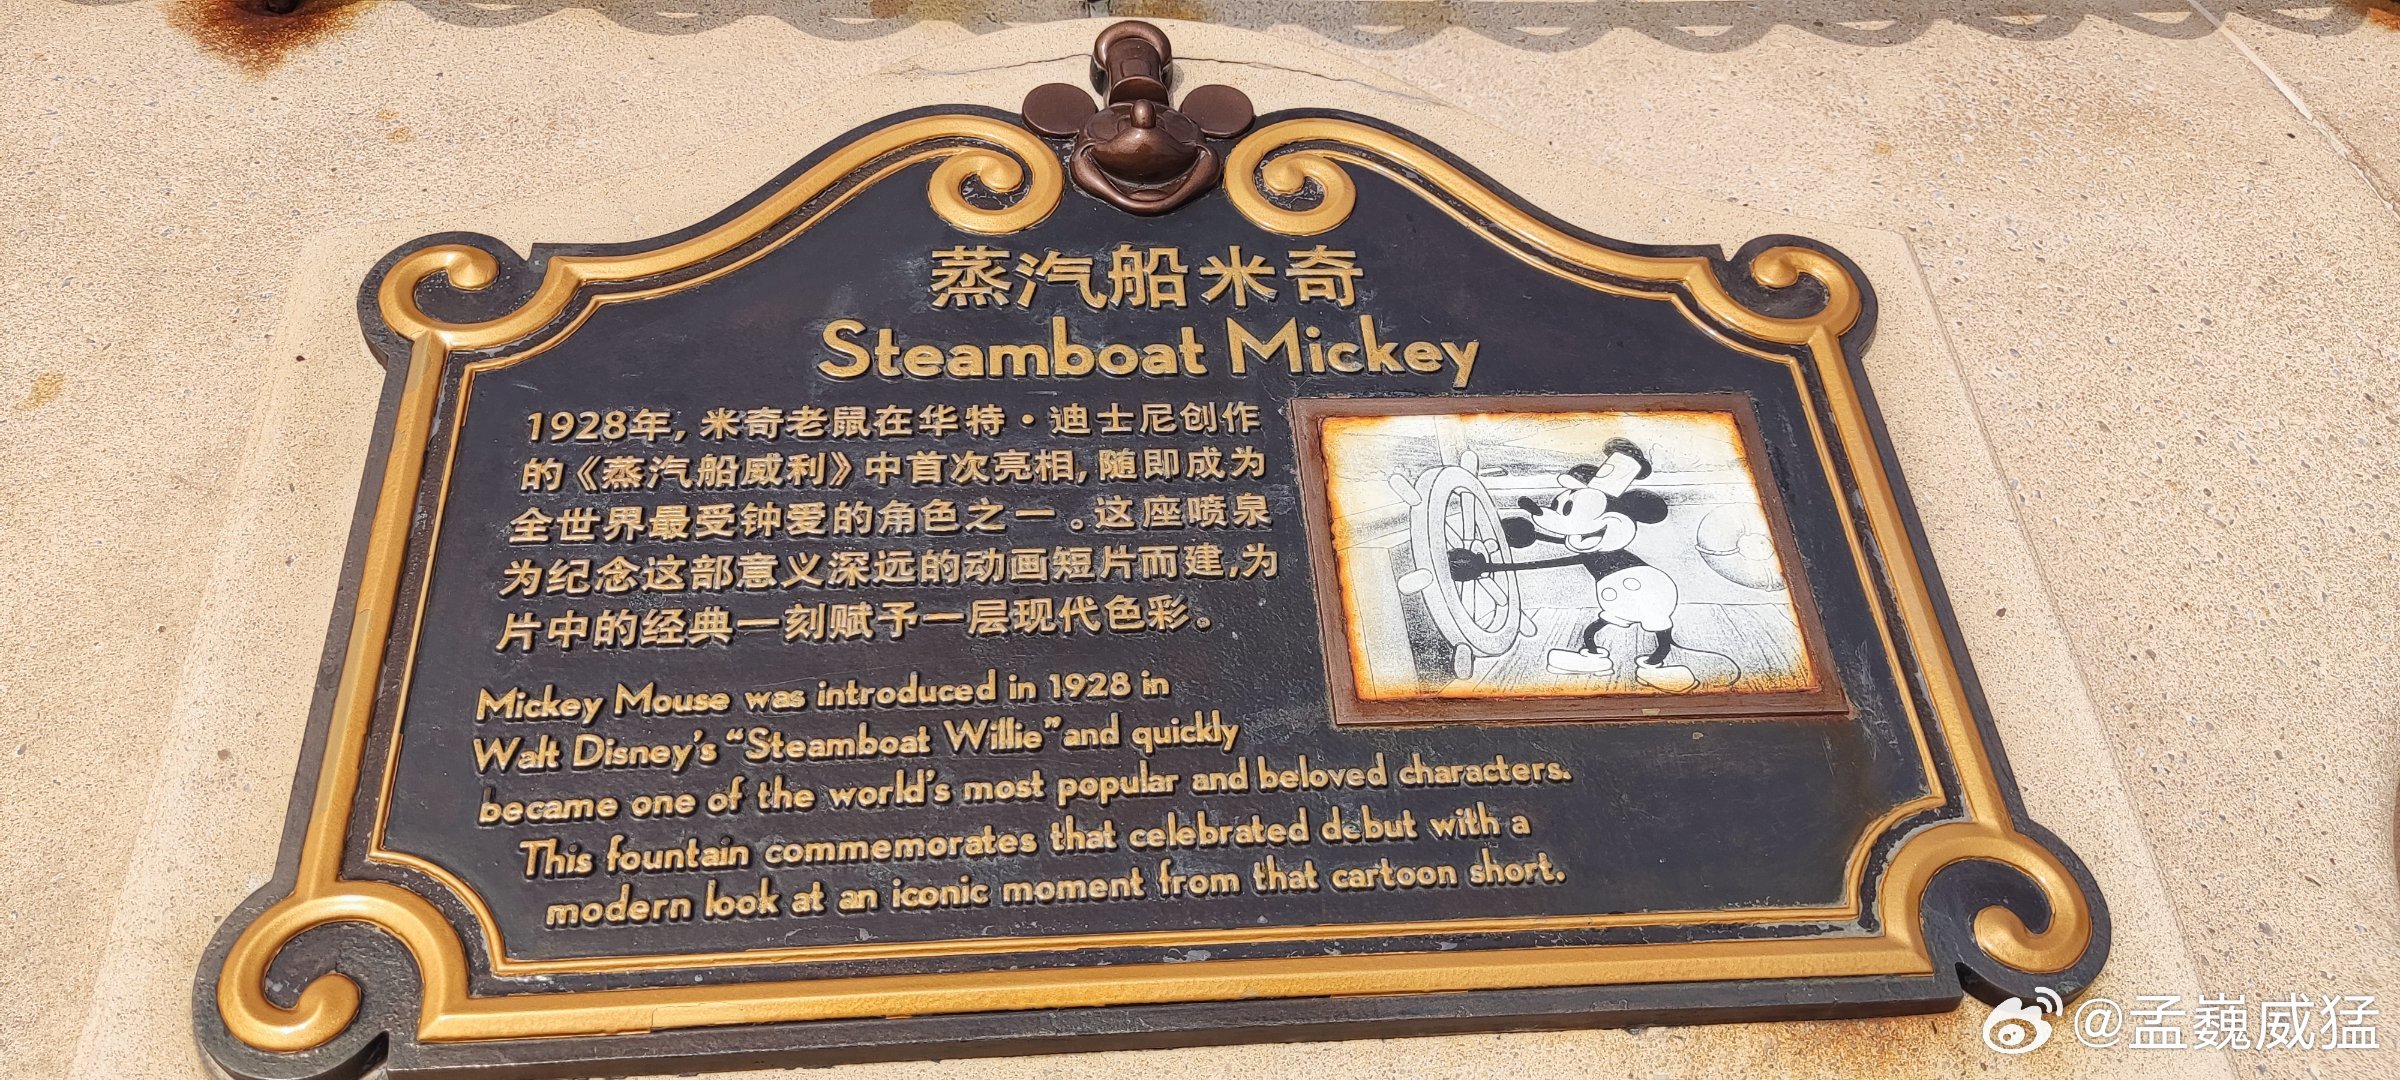 蒸汽船米奇
Steamboat Mickey
1928年，米奇老鼠在华特·迪士尼创作
的《蒸汽船威利》中首次亮相，随即成为
全世界最受钟爱的角色之一。这座喷泉
为纪念这部意义深远的动画短片而建，为
片中的经典一刻赋予一层现代色彩。
Mickey Mouse was introduced in 1928 in
Walt Disney's “Steamboat Willie” and quickly
became one of the world's most popular and beloved characters.
This fountain commemorates that celebrated debut with a
modern look at an iconic moment from that cartoon short.
@孟巍威猛